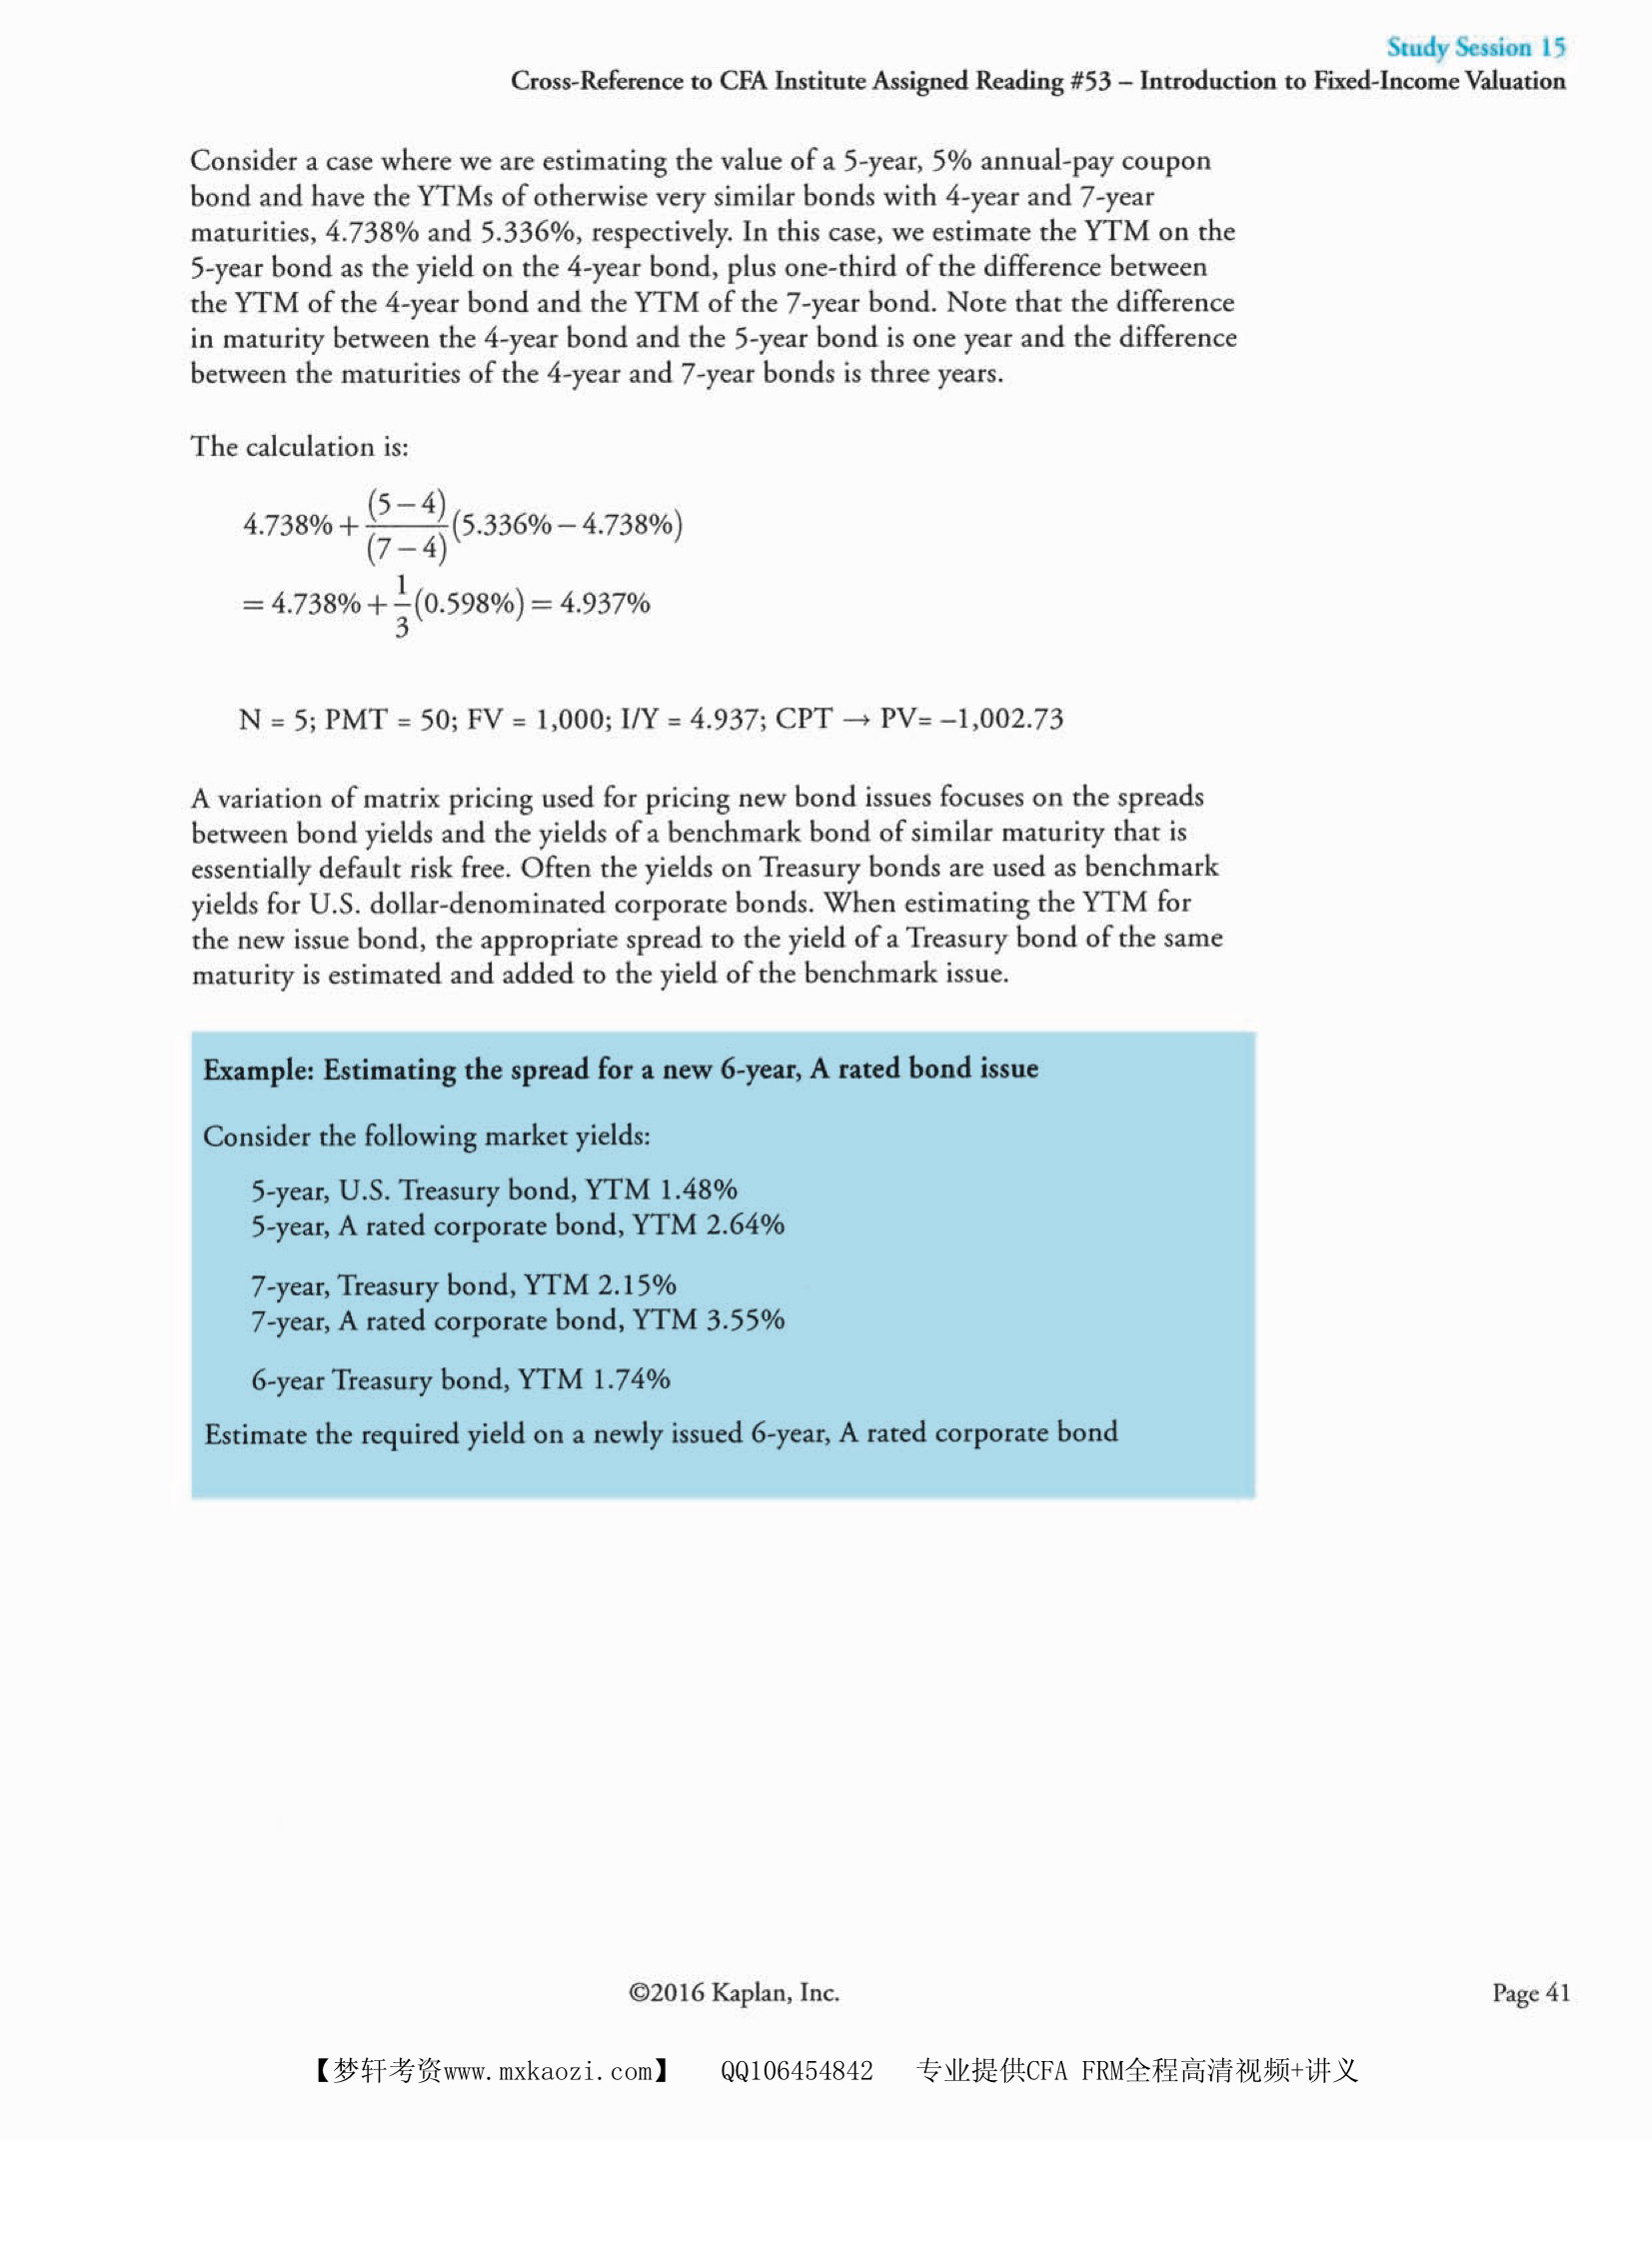 Study Session 15
Cross-Reference to CFA Institute Assigned Reading #53 – Introduction to Fixed-Income Valuation
Consider a case where we are estimating the value of a 5-year, 5% annual-pay coupon
bond and have the YTMs of otherwise very similar bonds with 4-year and 7-year
maturities, 4.738% and 5.336%, respectively. In this case, we estimate the YTM on the
5-year bond as the yield on the 4-year bond, plus one-third of the difference between
the YTM of the 4-year bond and the YTM of the 7-year bond. Note that the difference
in maturity between the 4-year bond and the 5-year bond is one year and the difference
between the maturities of the 4-year and 7-year bonds is three years.
The calculation is:
4.738% + (5 – 4)/(7 – 4) (5.336% – 4.738%)
= 4.738% + 1/3 (0.598%) = 4.937%
N = 5; PMT = 50; FV = 1,000; I/Y = 4.937; CPT → PV= –1,002.73
A variation of matrix pricing used for pricing new bond issues focuses on the spreads
between bond yields and the yields of a benchmark bond of similar maturity that is
essentially default risk free. Often the yields on Treasury bonds are used as benchmark
yields for U.S. dollar-denominated corporate bonds. When estimating the YTM for
the new issue bond, the appropriate spread to the yield of a Treasury bond of the same
maturity is estimated and added to the yield of the benchmark issue.
Example: Estimating the spread for a new 6-year, A rated bond issue
Consider the following market yields:
5-year, U.S. Treasury bond, YTM 1.48%
5-year, A rated corporate bond, YTM 2.64%
7-year, Treasury bond, YTM 2.15%
7-year, A rated corporate bond, YTM 3.55%
6-year Treasury bond, YTM 1.74%
Estimate the required yield on a newly issued 6-year, A rated corporate bond
©2016 Kaplan, Inc.
Page 41
【梦轩考资www.mxkaozi.com】 QQ106454842 专业提供CFA FRM全程高清视频+讲义